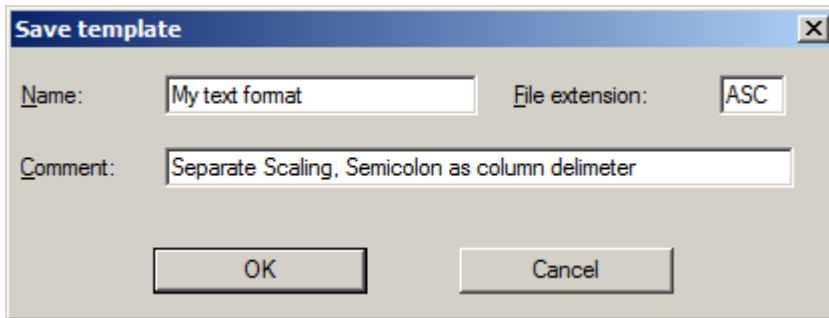 Save template
Name: My text format File extension: ASC
Comment: Separate Scaling, Semicolon as column delimeter
OK Cancel